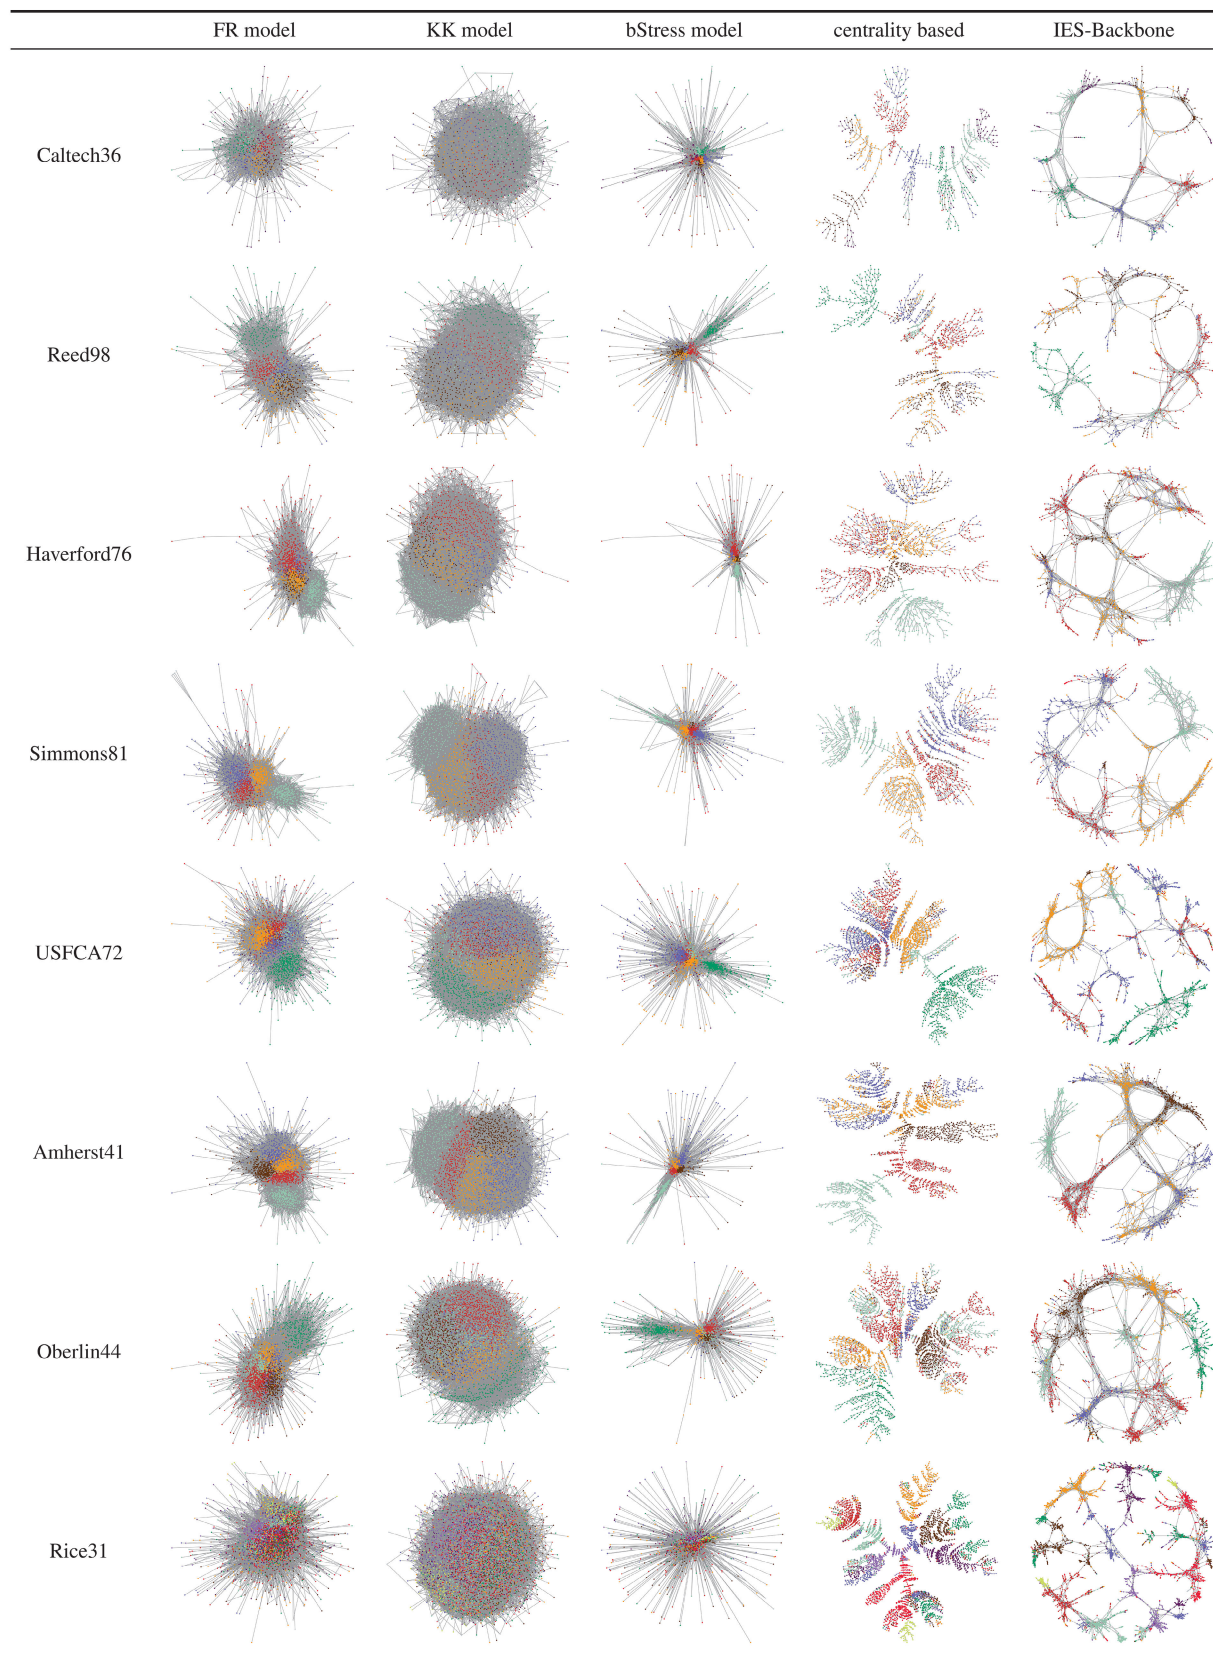 FR model KK model bStress model centrality based IES-Backbone
Caltech36
Reed98
Haverford76
Simmons81
USFCA72
Amherst41
Oberlin44
Rice31